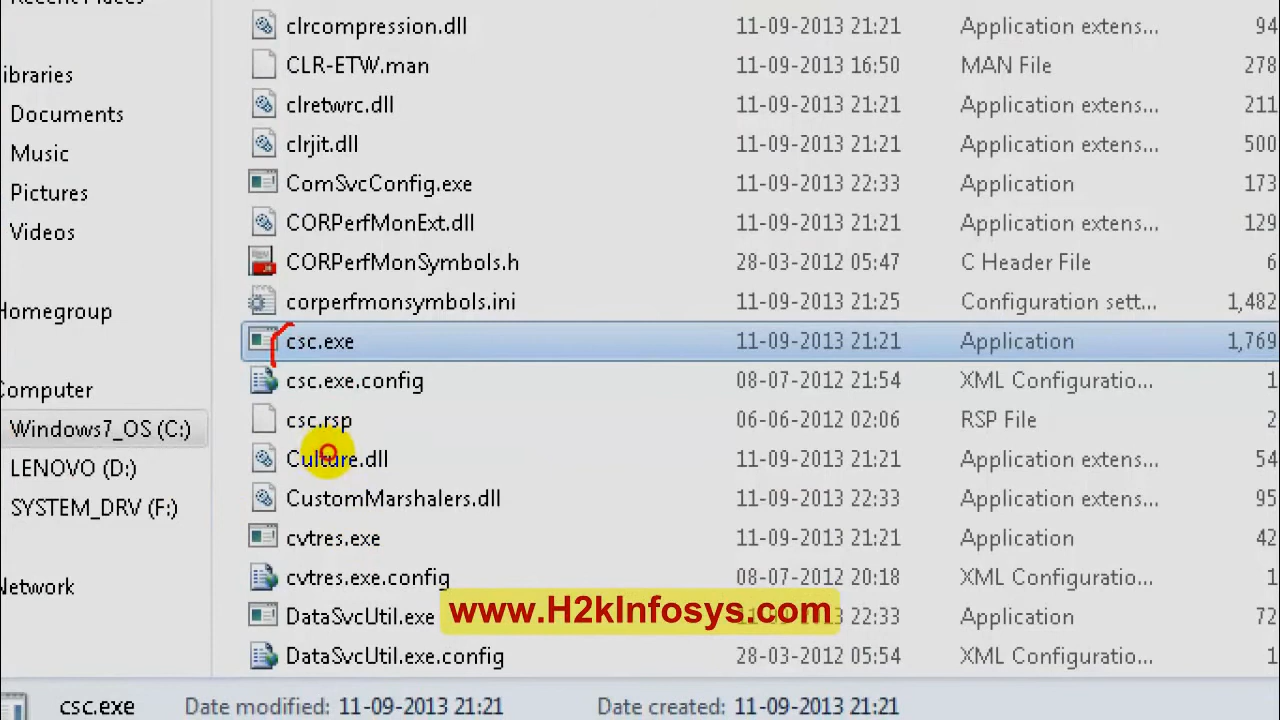 Recent Places
clrcompression.dll 11-09-2013 21:21 Application extens... 94
CLR-ETW.man 11-09-2013 16:50 MAN File 278
ibraries
clretwrc.dll 11-09-2013 21:21 Application extens... 211
Documents
clrjit.dll 11-09-2013 21:21 Application extens... 500
Music
ComSvcConfig.exe 11-09-2013 22:33 Application 173
Pictures
CORPerfMonExt.dll 11-09-2013 21:21 Application extens... 129
Videos
CORPerfMonSymbols.h 28-03-2012 05:47 C Header File 6
Homegroup
corperfmonsymbols.ini 11-09-2013 21:25 Configuration sett... 1,482
csc.exe 11-09-2013 21:21 Application 1,769
Computer
csc.exe.config 08-07-2012 21:54 XML Configuratio... 1
Windows7_OS (C:)
csc.rsp 06-06-2012 02:06 RSP File 2
LENOVO (D:)
Culture.dll 11-09-2013 21:21 Application extens... 54
SYSTEM_DRV (F:)
CustomMarshalers.dll 11-09-2013 22:33 Application extens... 95
cvtres.exe 11-09-2013 21:21 Application 42
Network
cvtres.exe.config 08-07-2012 20:18 XML Configuratio... 1
DataSvcUtil.exe 22:33 Application 72
www.H2kInfosys.com
DataSvcUtil.exe.config 28-03-2012 05:54 XML Configuratio... 1
csc.exe Date modified: 11-09-2013 21:21 Date created: 11-09-2013 21:21